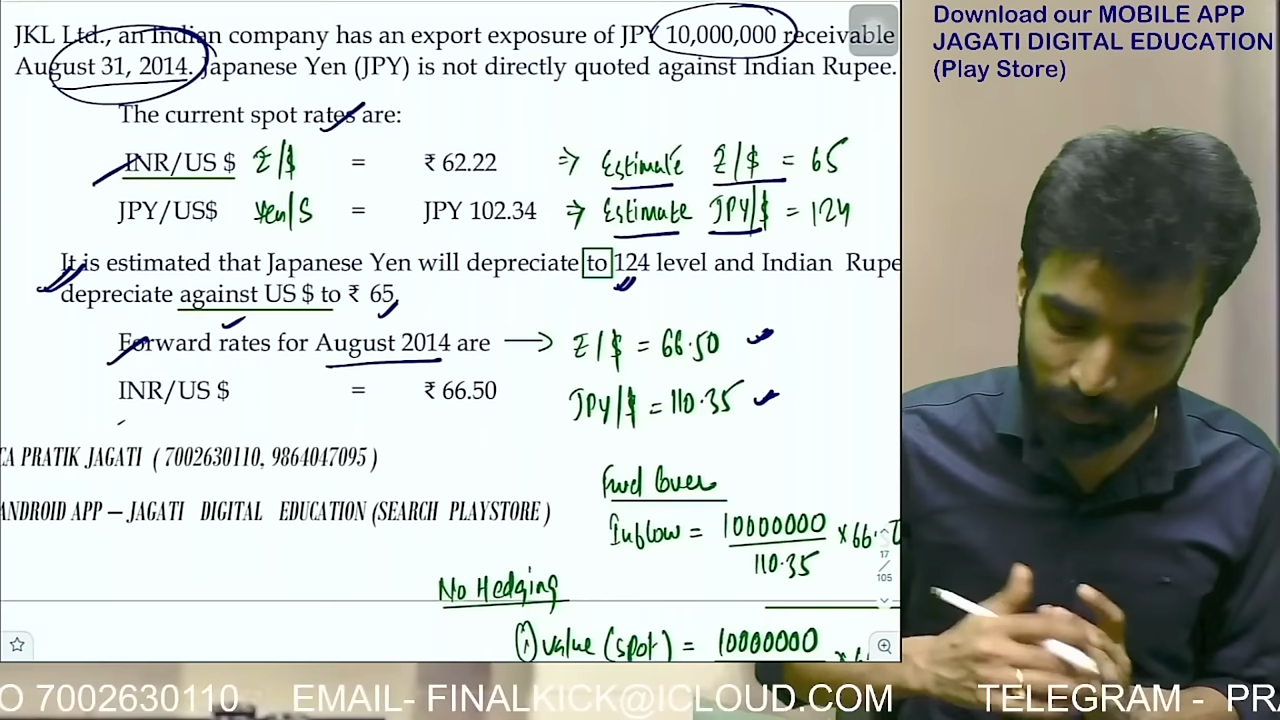 JKL Ltd., an Indian company has an export exposure of JPY 10,000,000 receivable
August 31, 2014. Japanese Yen (JPY) is not directly quoted against Indian Rupee.
The current spot rates are:
INR/US $ ₹/$ = ₹ 62.22 ⇒ Estimate ₹/$ = 65
JPY/US$ Yen/$ = JPY 102.34 ⇒ Estimate JPY/$ = 124
It is estimated that Japanese Yen will depreciate to 124 level and Indian Rupe
depreciate against US $ to ₹ 65,
Forward rates for August 2014 are → ₹/$ = 66.50
INR/US $ = ₹ 66.50 JPY/$ = 110.35
CA PRATIK JAGATI ( 7002630110, 9864047095 )
Fwd Cover
ANDROID APP – JAGATI DIGITAL EDUCATION (SEARCH PLAYSTORE )
Inflow = 10000000 × 66.
110.35
17
/
105
No Hedging
(1) value (spot) = 10000000
Download our MOBILE APP
JAGATI DIGITAL EDUCATION
(Play Store)
O 7002630110 EMAIL- FINALKICK@ICLOUD.COM TELEGRAM - PRA